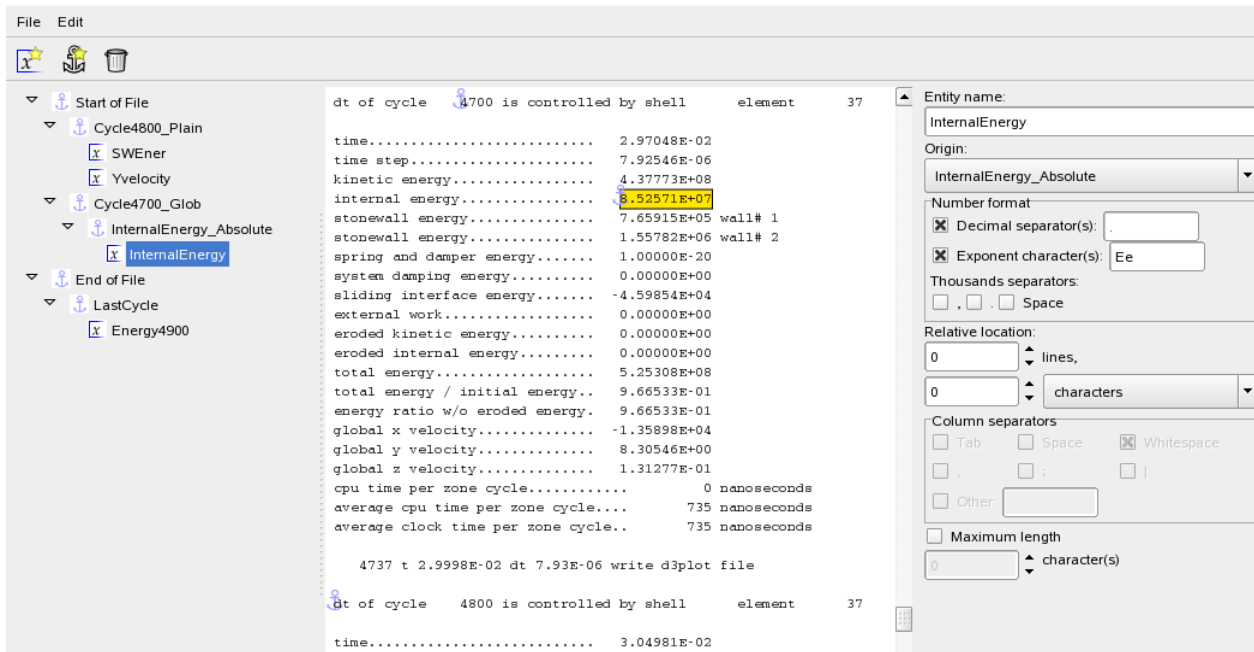 File Edit
Start of File
Cycle4800_Plain
x SWEner
x Yvelocity
Cycle4700_Glob
InternalEnergy_Absolute
x InternalEnergy
End of File
LastCycle
x Energy4900
dt of cycle 4700 is controlled by shell element 37
time........................... 2.97048E-02
time step...................... 7.92546E-06
kinetic energy................. 4.37773E+08
internal energy................ 8.52571E+07
stonewall energy............... 7.65915E+05 wall# 1
stonewall energy............... 1.55782E+06 wall# 2
spring and damper energy....... 1.00000E-20
system damping energy.......... 0.00000E+00
sliding interface energy....... -4.59854E+04
external work.................. 0.00000E+00
eroded kinetic energy.......... 0.00000E+00
eroded internal energy......... 0.00000E+00
total energy................... 5.25308E+08
total energy / initial energy.. 9.66533E-01
energy ratio w/o eroded energy. 9.66533E-01
global x velocity.............. -1.35898E+04
global y velocity.............. 8.30546E+00
global z velocity.............. 1.31277E-01
cpu time per zone cycle............ 0 nanoseconds
average cpu time per zone cycle.... 735 nanoseconds
average clock time per zone cycle.. 735 nanoseconds
4737 t 2.9998E-02 dt 7.93E-06 write d3plot file
dt of cycle 4800 is controlled by shell element 37
time........................... 3.04981E-02
Entity name:
InternalEnergy
Origin:
InternalEnergy_Absolute
Number format
Decimal separator(s): .
Exponent character(s): Ee
Thousands separators:
, . Space
Relative location:
0 lines,
0 characters
Column separators
Tab Space Whitespace
, ; |
Other:
Maximum length
0 character(s)